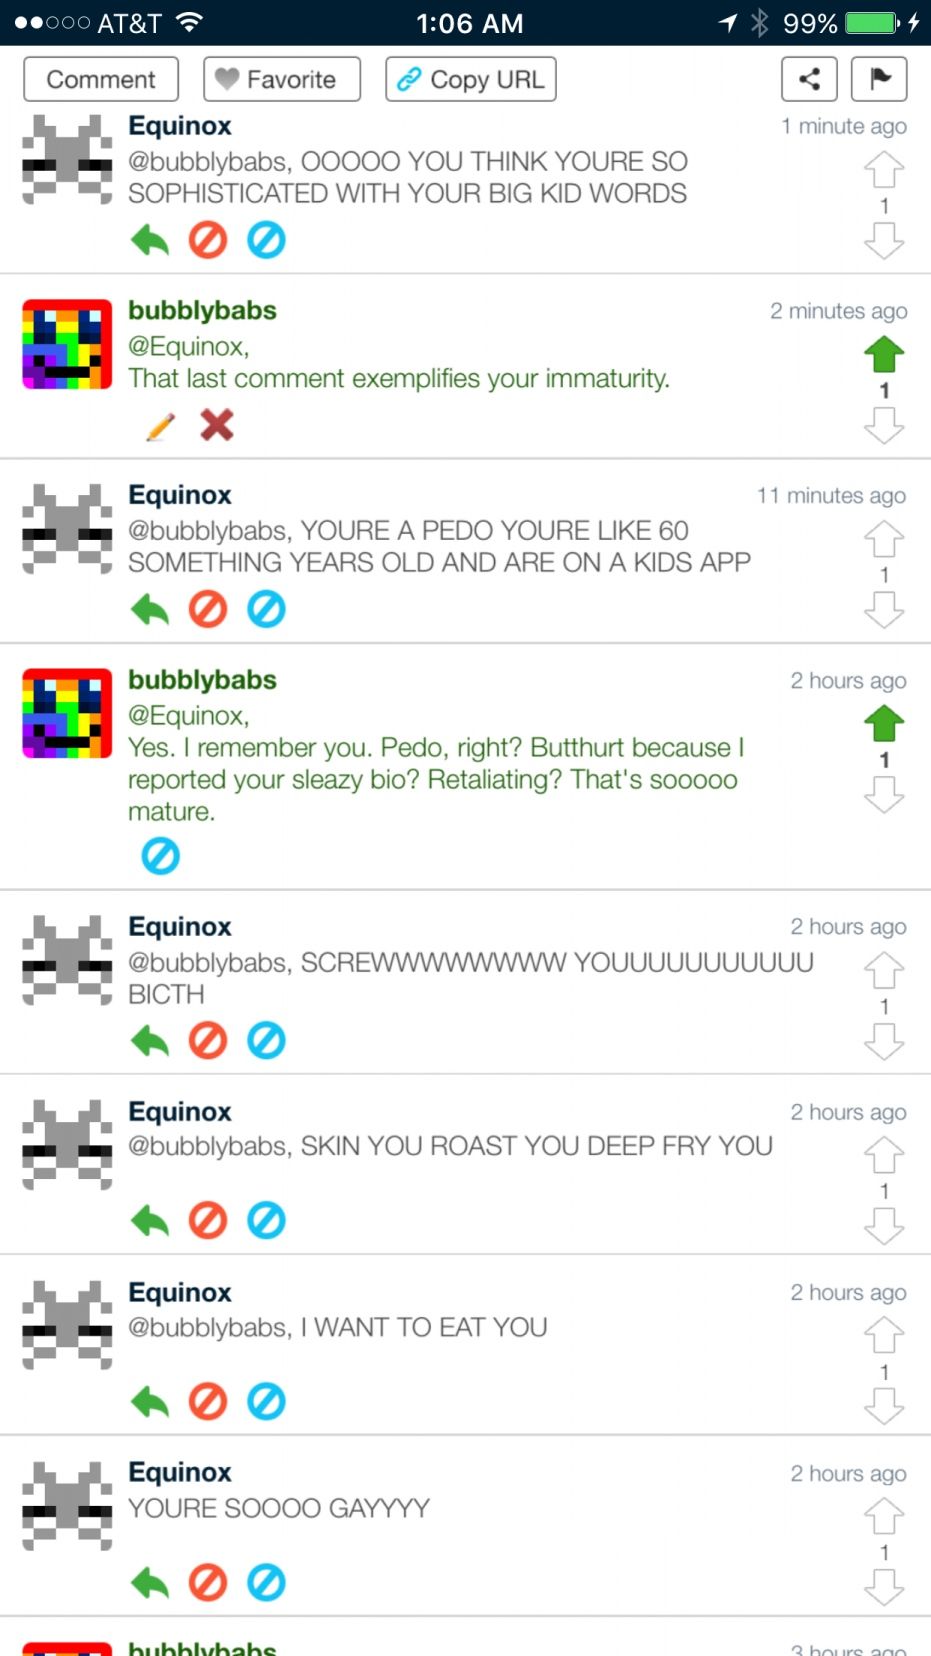 AT&T 1:06 AM 99%
Comment Favorite Copy URL
Equinox 1 minute ago
@bubblybabs, OOOOO YOU THINK YOURE SO
SOPHISTICATED WITH YOUR BIG KID WORDS
1
bubblybabs 2 minutes ago
@Equinox,
That last comment exemplifies your immaturity.
1
Equinox 11 minutes ago
@bubblybabs, YOURE A PEDO YOURE LIKE 60
SOMETHING YEARS OLD AND ARE ON A KIDS APP
1
bubblybabs 2 hours ago
@Equinox,
Yes. I remember you. Pedo, right? Butthurt because I
reported your sleazy bio? Retaliating? That's sooooo
mature.
1
Equinox 2 hours ago
@bubblybabs, SCREWWWWWWWW YOUUUUUUUUUUU
BICTH
1
Equinox 2 hours ago
@bubblybabs, SKIN YOU ROAST YOU DEEP FRY YOU
1
Equinox 2 hours ago
@bubblybabs, I WANT TO EAT YOU
1
Equinox 2 hours ago
YOURE SOOOO GAYYYY
1
bubblybabs 3 hours ago